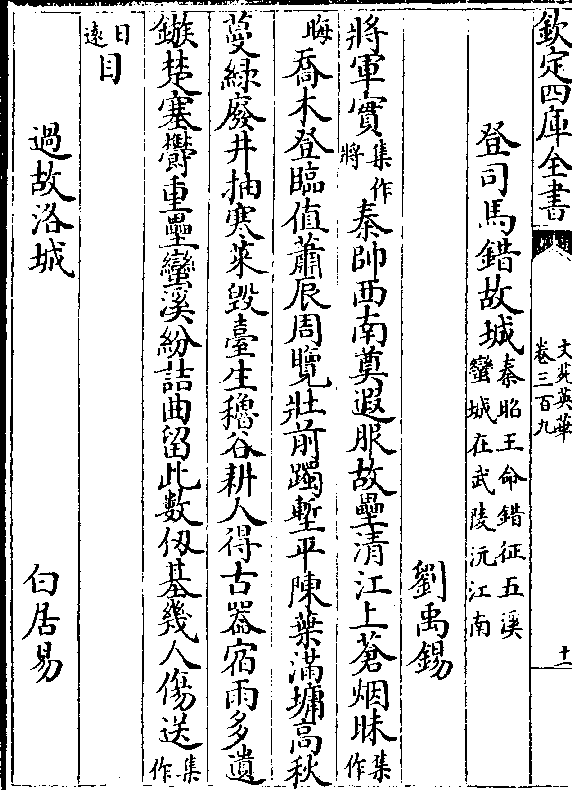 欽定四庫全書
文苑英華
卷三百九
十一
登司馬錯故城秦昭王命錯征五溪
蠻城在武陵沅江南
劉禹錫
將軍實集作
將秦帥西南奠遐服故壘清江上蒼烟昧集作
晦喬木登臨值蕭辰周覽壯前躅塹平陳葉滿墉高秋
蔓綠廢井抽寒菜毀臺生穭谷耕人得古器宿雨多遺
鏃楚塞欝重壘蠻溪紛詰曲留此數仭基幾人傷送集作
遠目
日
過故洛城
白居易